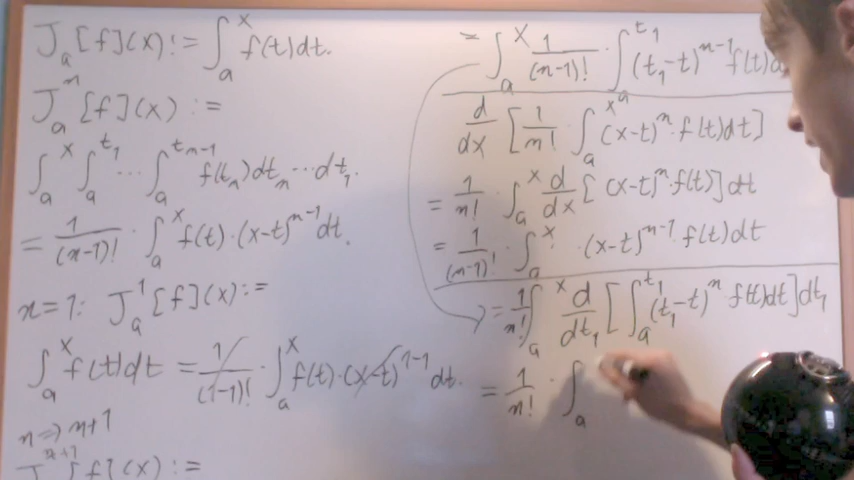 J_a[f](x) := ∫_a^x f(t)dt.
J_a^n[f](x) :=
∫_a^x ∫_a^{t_1} ... ∫_a^{t_{n-1}} f(t_n)dt_n ... dt_1.
= 1/(n-1)! · ∫_a^x f(t)·(x-t)^{n-1} dt.
n=1: J_a^1[f](x) :=
∫_a^x f(t)dt = 1/(1-1)! · ∫_a^x f(t)·(x-t)^{1-1} dt.
n => n+1
J^{n+1}[f](x) :=
= ∫_a^x 1/(n-1)! · ∫_a^{t_1} (t_1-t)^{n-1} f(t)d
d/dx [1/n! · ∫_a^x (x-t)^n · f(t)dt]
= 1/n! · ∫_a^x d/dx [(x-t)^n · f(t)] dt
= 1/(n-1)! · ∫_a^x · (x-t)^{n-1} f(t)dt
= 1/n! ∫_a^x d/dt_1 [∫_a^{t_1} (t_1-t)^n · f(t)dt] dt_1
= 1/n! · ∫_a